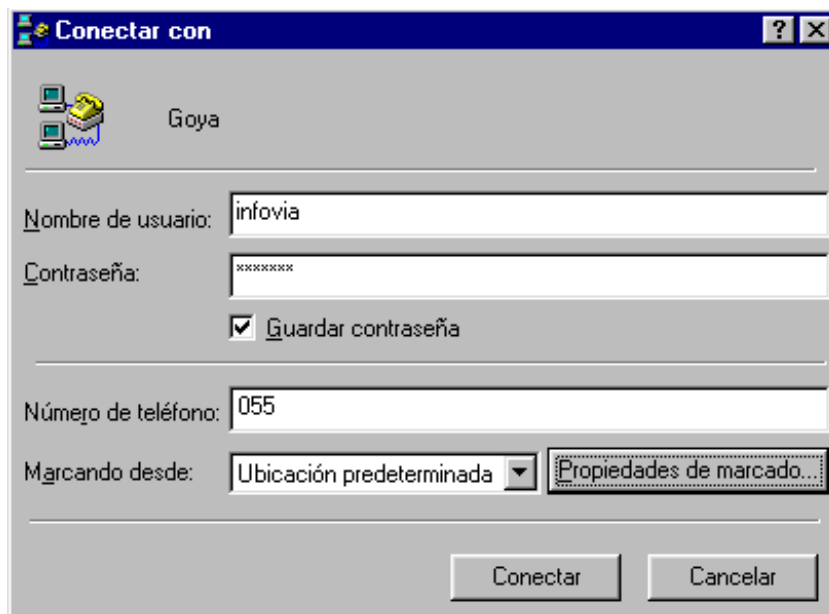 Conectar con
Goya
Nombre de usuario: infovia
Contraseña: *******
Guardar contraseña
Número de teléfono: 055
Marcando desde: Ubicación predeterminada Propiedades de marcado...
Conectar Cancelar